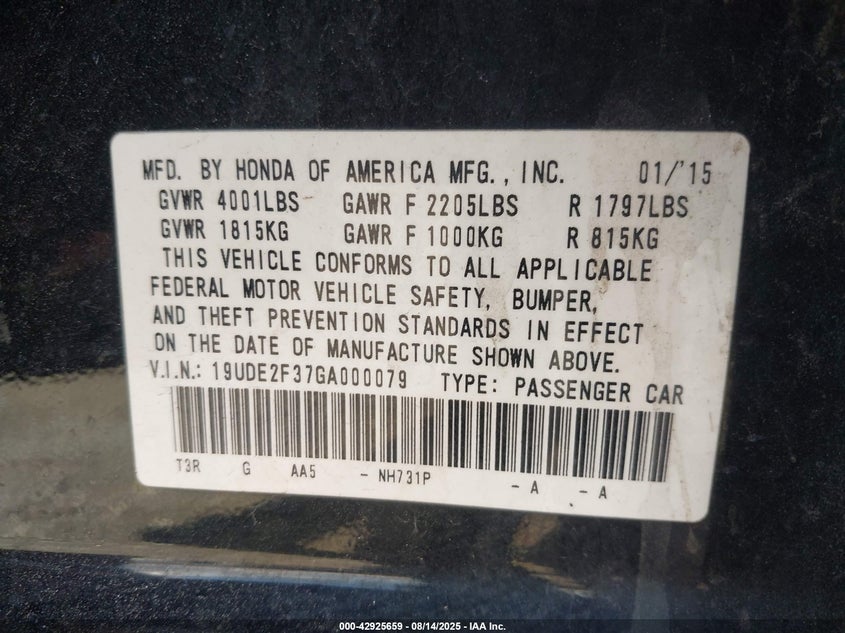 MFD. BY HONDA OF AMERICA MFG., INC. 01/'15
GVWR 4001LBS GAWR F 2205LBS R 1797LBS
GVWR 1815KG GAWR F 1000KG R 815KG
THIS VEHICLE CONFORMS TO ALL APPLICABLE
FEDERAL MOTOR VEHICLE SAFETY, BUMPER,
AND THEFT PREVENTION STANDARDS IN EFFECT
ON THE DATE OF MANUFACTURE SHOWN ABOVE.
V.I.N.: 19UDE2F37GA000079 TYPE: PASSENGER CAR
T3R G AA5 - NH731P - A - A
000-42925659 - 08/14/2025 - IAA Inc.